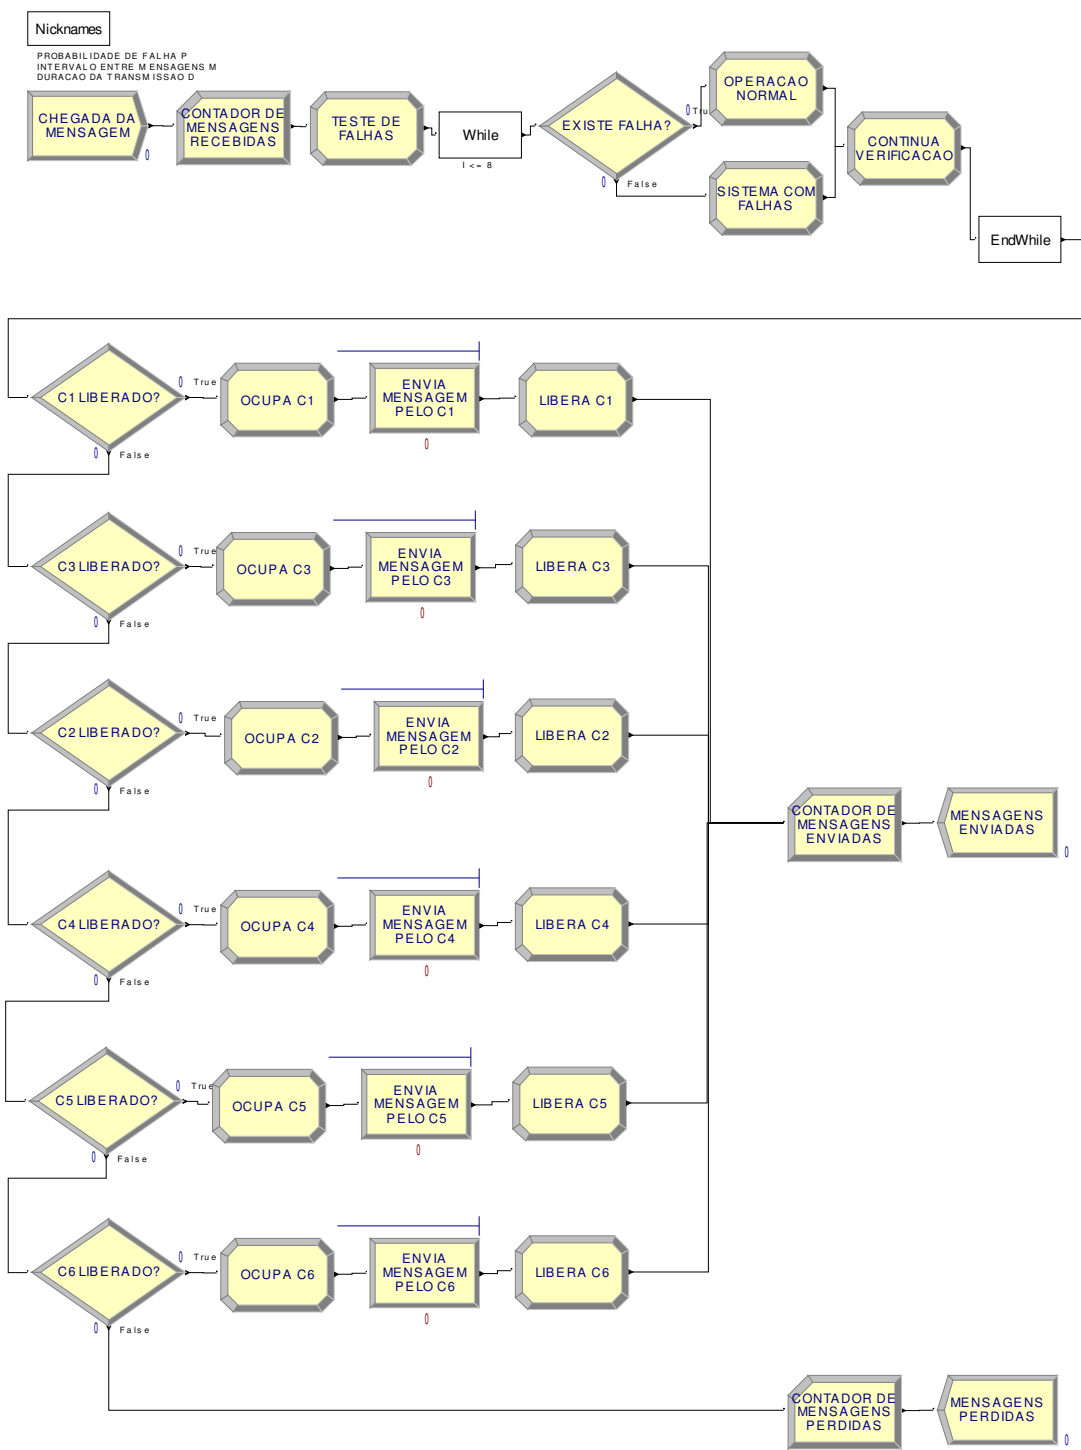 Nicknames
PROBABILIDADE DE FALHA P
INTERVALO ENTRE MENSAGENS M
DURACAO DA TRANSMISSAO D
CHEGADA DA
MENSAGEM
0
CONTADOR DE
MENSAGENS
RECEBIDAS
TESTE DE
FALHAS
While
I <= 8
EXISTE FALHA?
0
True
0
False
OPERACAO
NORMAL
SISTEMA COM
FALHAS
CONTINUA
VERIFICACAO
EndWhile
C1 LIBERADO?
0
True
0
False
OCUPA C1
ENVIA
MENSAGEM
PELO C1
0
LIBERA C1
C3 LIBERADO?
0
True
0
False
OCUPA C3
ENVIA
MENSAGEM
PELO C3
0
LIBERA C3
C2 LIBERADO?
0
True
0
False
OCUPA C2
ENVIA
MENSAGEM
PELO C2
0
LIBERA C2
CONTADOR DE
MENSAGENS
ENVIADAS
MENSAGENS
ENVIADAS
0
C4 LIBERADO?
0
True
0
False
OCUPA C4
ENVIA
MENSAGEM
PELO C4
0
LIBERA C4
C5 LIBERADO?
0
True
0
False
OCUPA C5
ENVIA
MENSAGEM
PELO C5
0
LIBERA C5
C6 LIBERADO?
0
True
0
False
OCUPA C6
ENVIA
MENSAGEM
PELO C6
0
LIBERA C6
CONTADOR DE
MENSAGENS
PERDIDAS
MENSAGENS
PERDIDAS
0